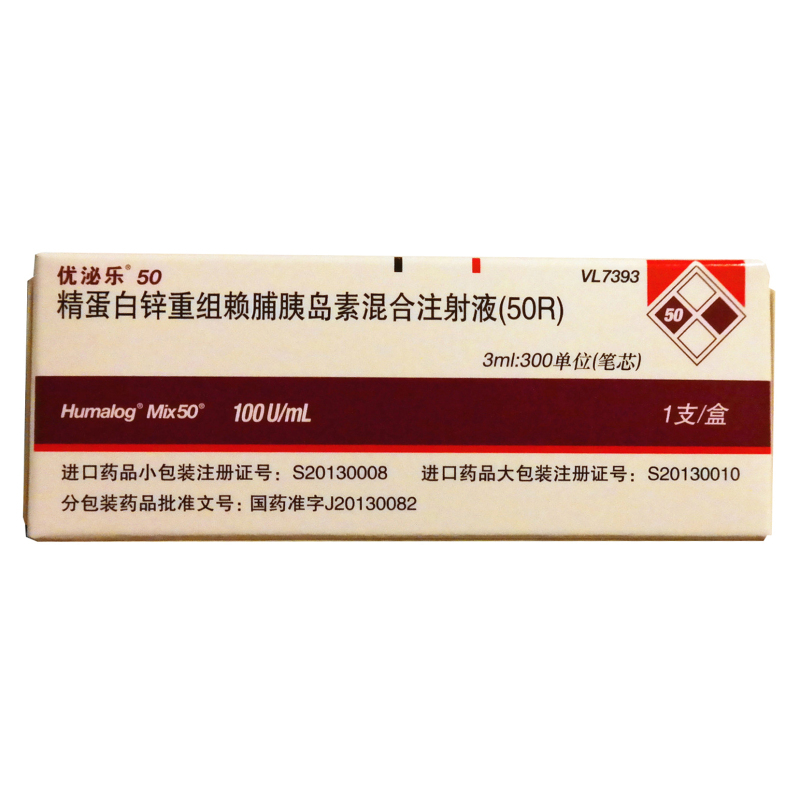 优泌乐® 50
VL7393
精蛋白锌重组赖脯胰岛素混合注射液(50R)
50
3ml:300单位(笔芯)
Humalog® Mix50® 100 U/mL 1支/盒
进口药品小包装注册证号：S20130008 进口药品大包装注册证号：S20130010
分包装药品批准文号：国药准字J20130082